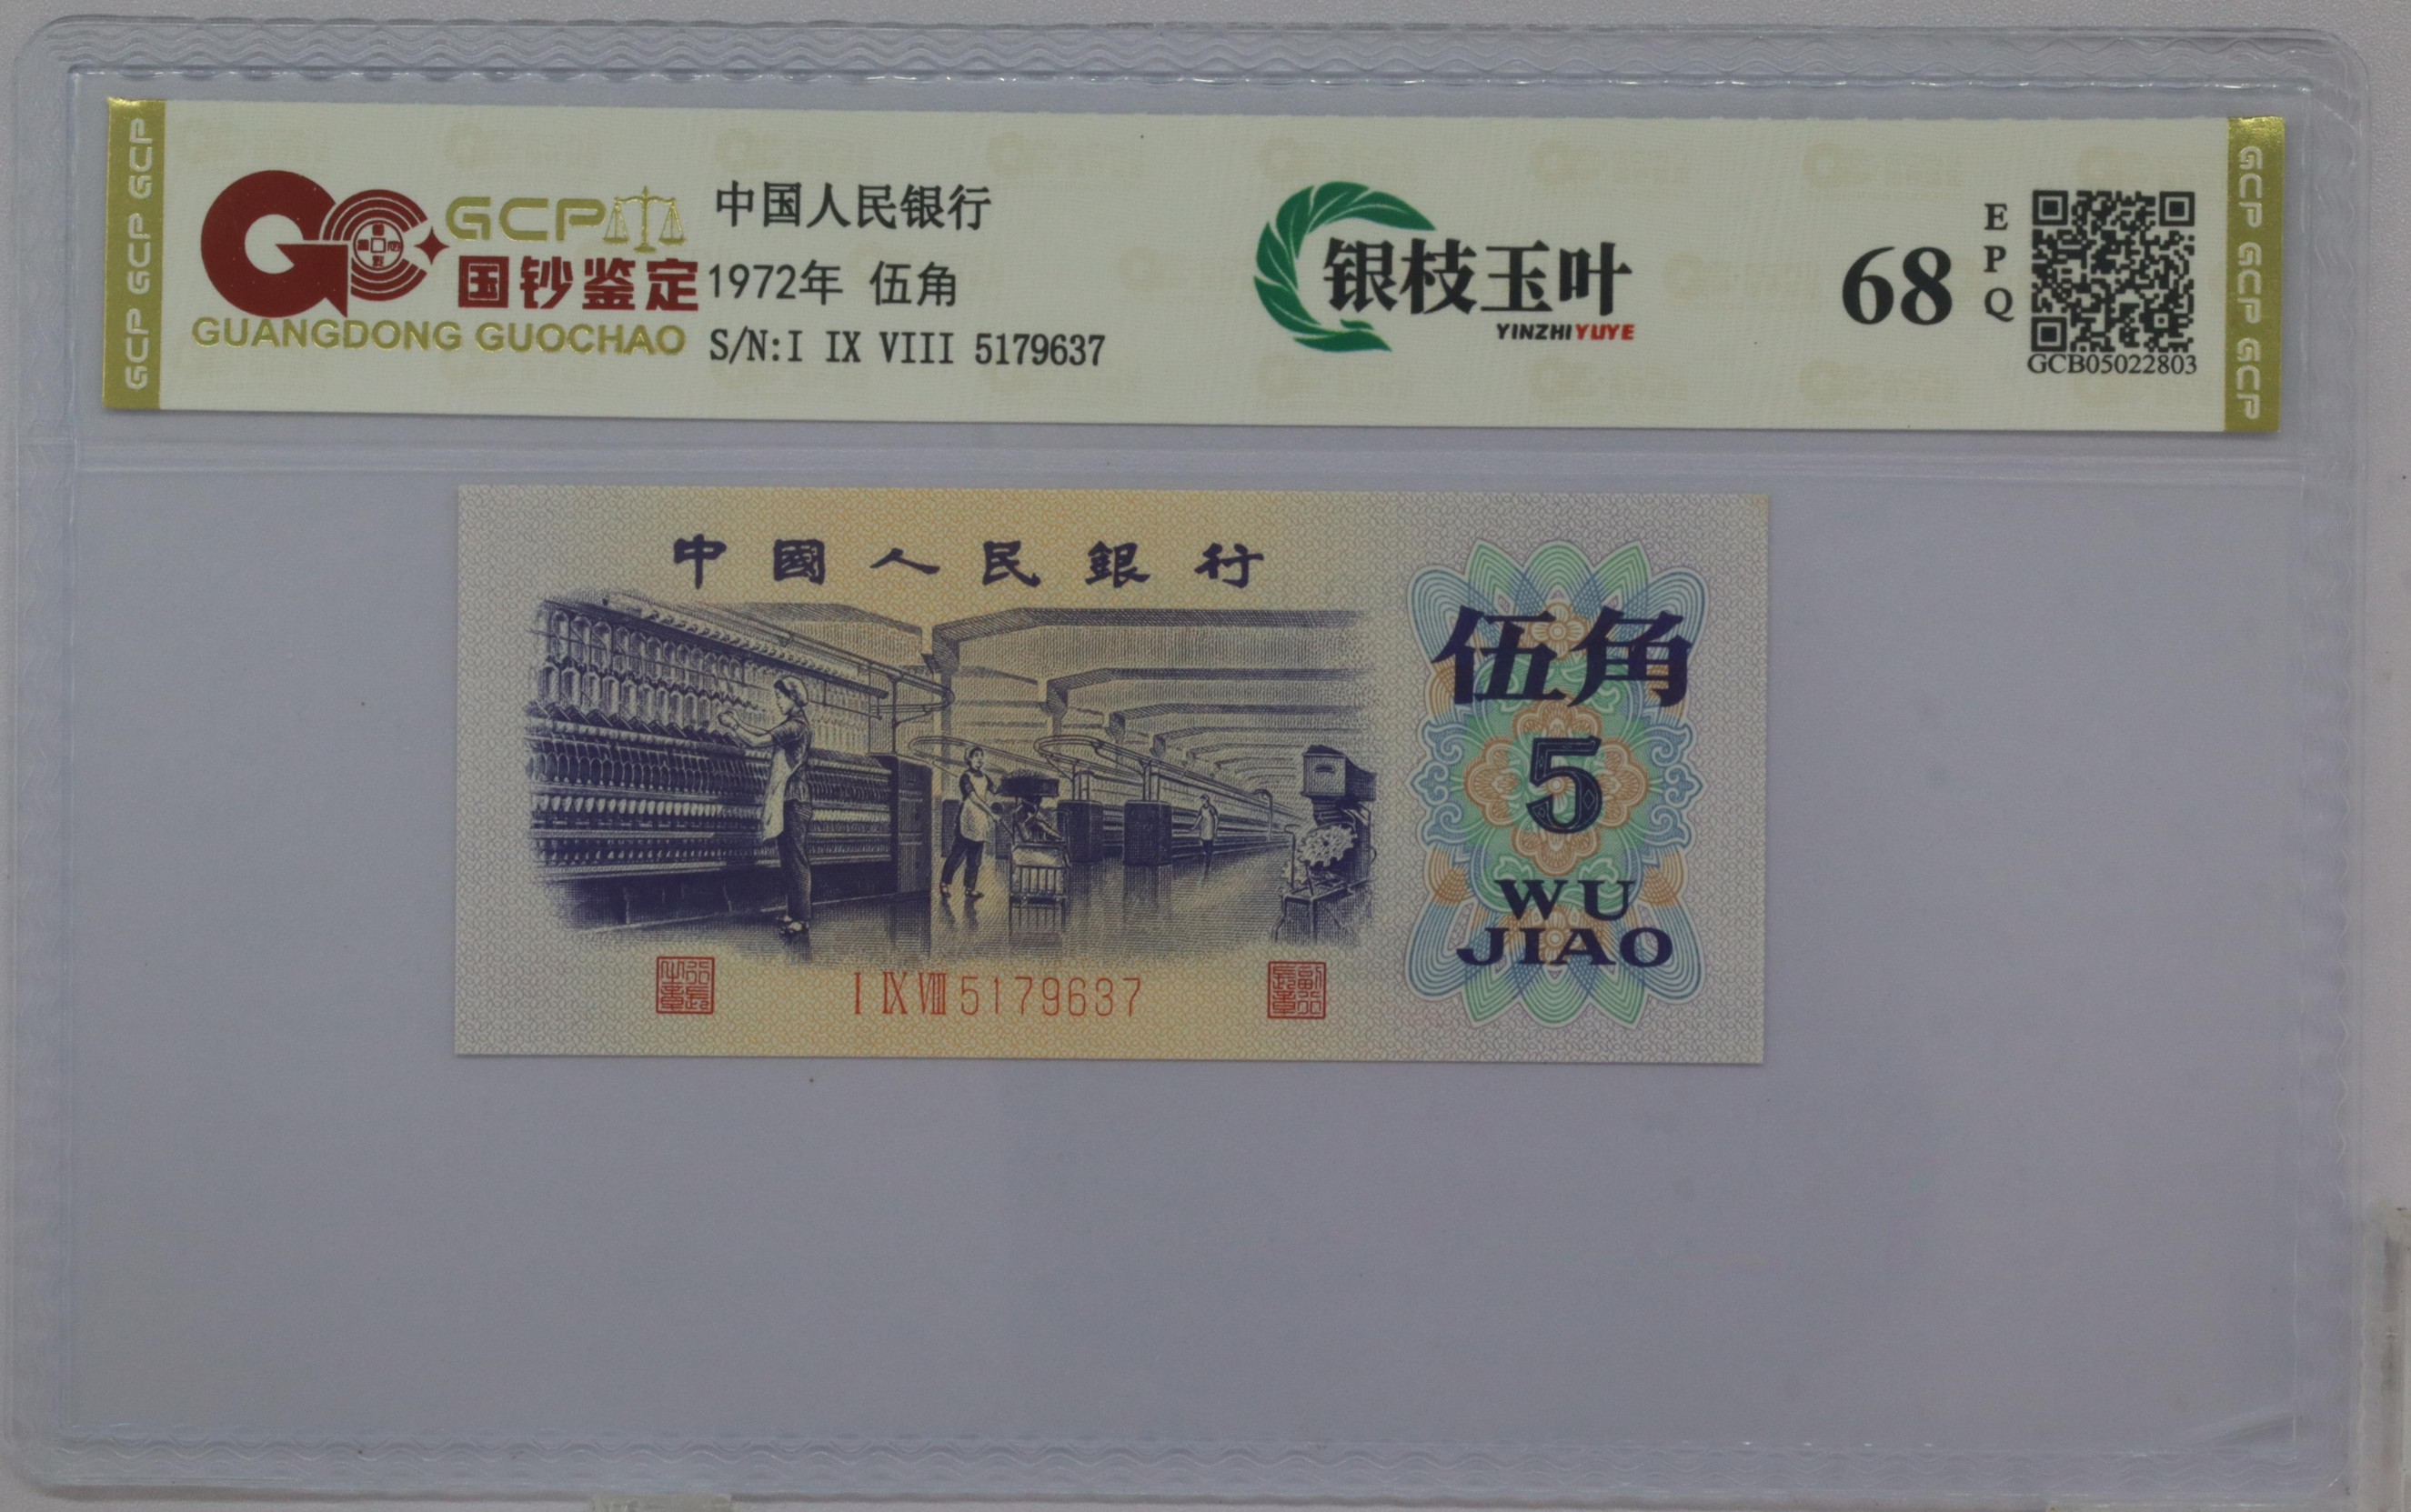 GCP GCP GCP
GCP
国钞鉴定
GUANGDONG GUOCHAO
中国人民银行
1972年 伍角
S/N:I IX VIII 5179637
银枝玉叶
YINZHIYUYE
68
EPQ
GCB05022803
GCP GCP GCP GCP
中國人民銀行
伍角
5
WU
JIAO
I IX VIII 5179637